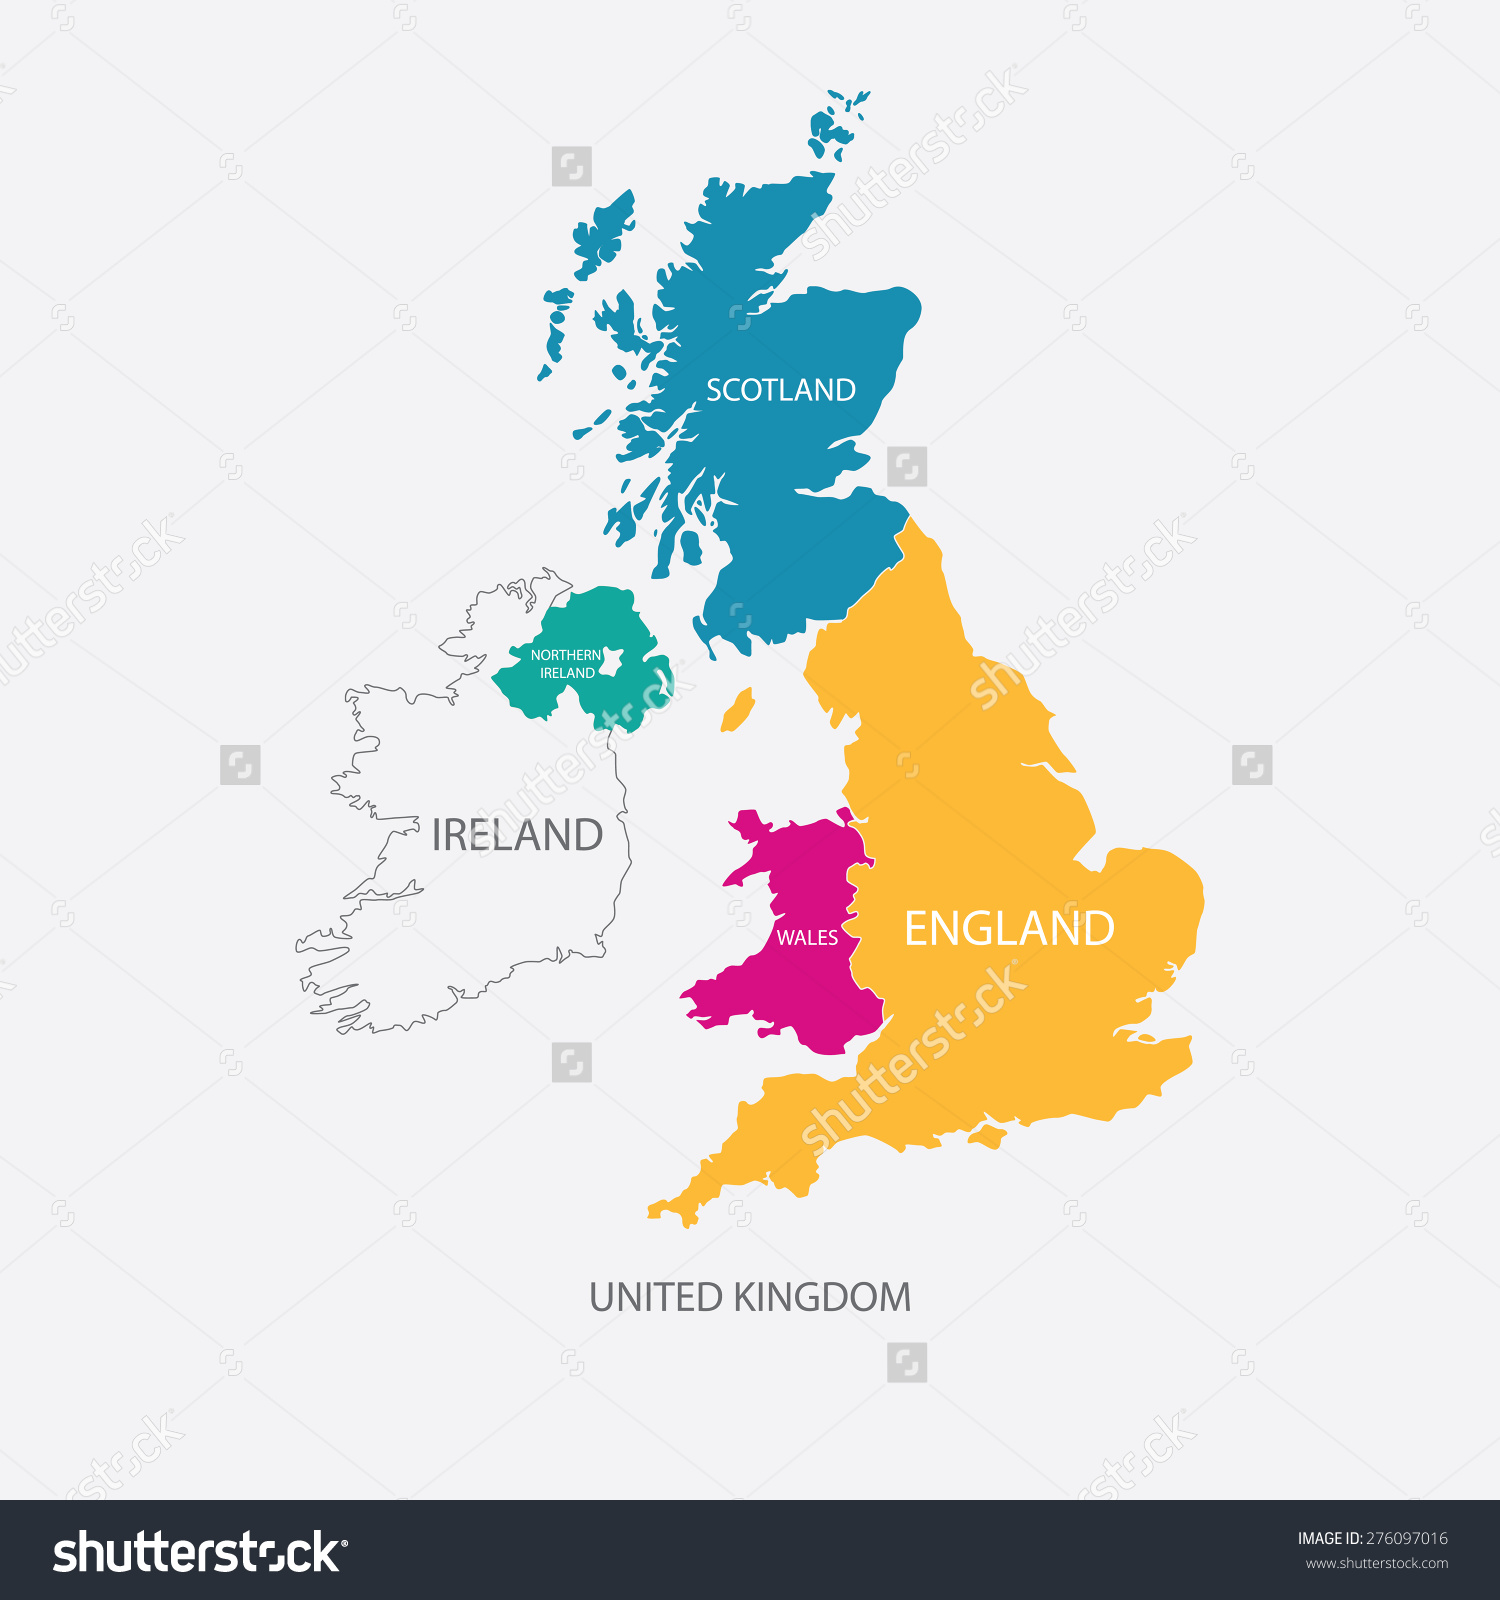 SCOTLAND
NORTHERN
IRELAND
IRELAND
ENGLAND
WALES
UNITED KINGDOM
shutterstock
IMAGE ID: 276097016
www.shutterstock.com